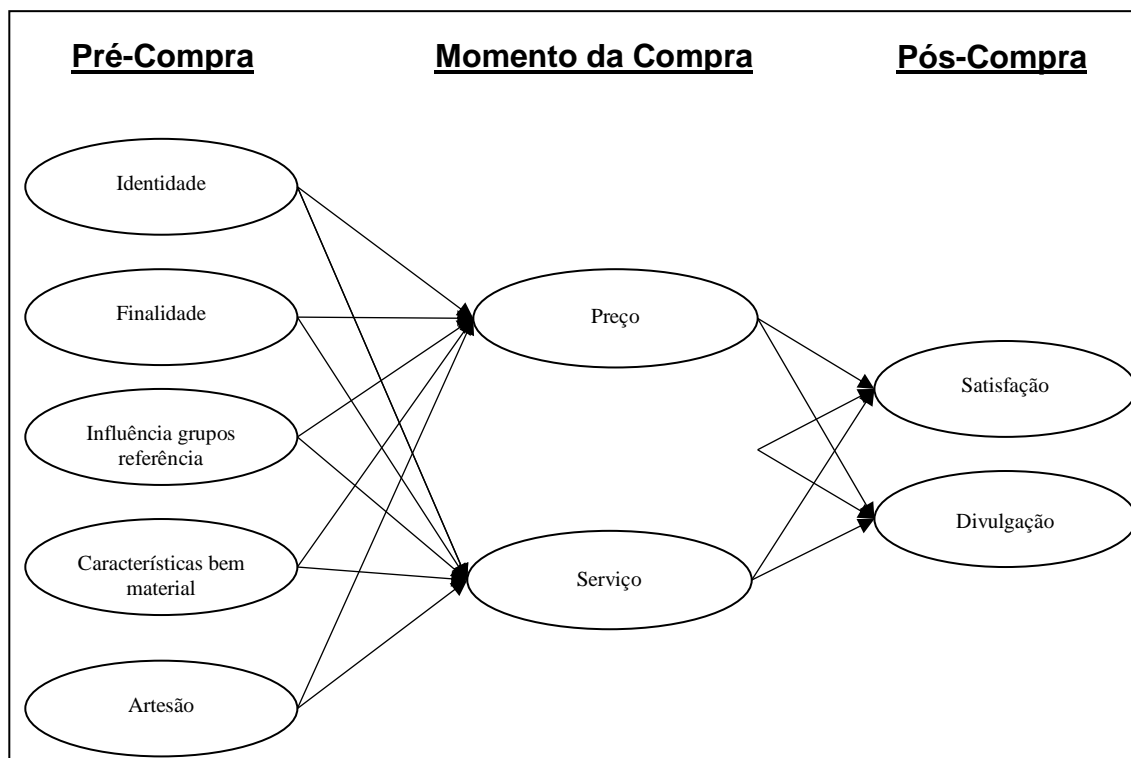 Pré-Compra
Momento da Compra
Pós-Compra
Identidade
Finalidade
Influência grupos
referência
Características bem
material
Artesão
Preço
Serviço
Satisfação
Divulgação